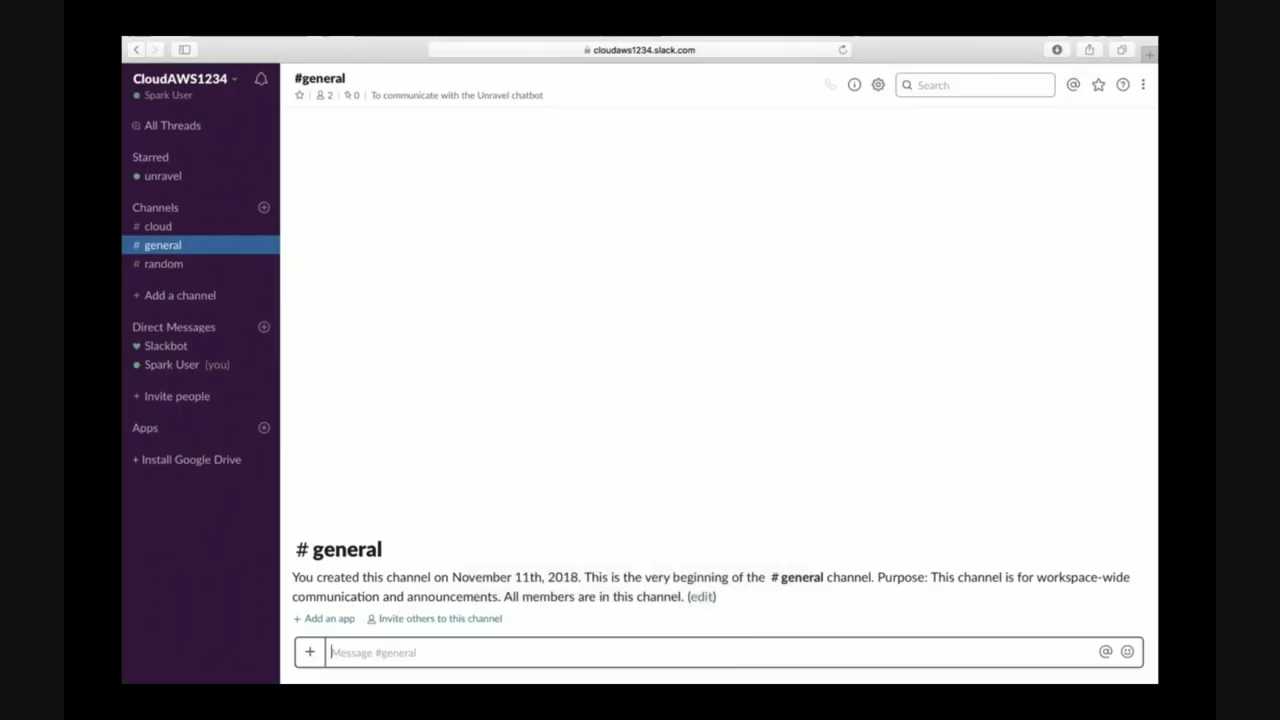 cloudaws1234.slack.com
CloudAWS1234
Spark User
All Threads
Starred
unravel
Channels
# cloud
# general
# random
+ Add a channel
Direct Messages
Slackbot
Spark User (you)
+ Invite people
Apps
+ Install Google Drive
#general
2 | 0 | To communicate with the Unravel chatbot
Search
# general
You created this channel on November 11th, 2018. This is the very beginning of the # general channel. Purpose: This channel is for workspace-wide
communication and announcements. All members are in this channel. (edit)
+ Add an app Invite others to this channel
Message #general